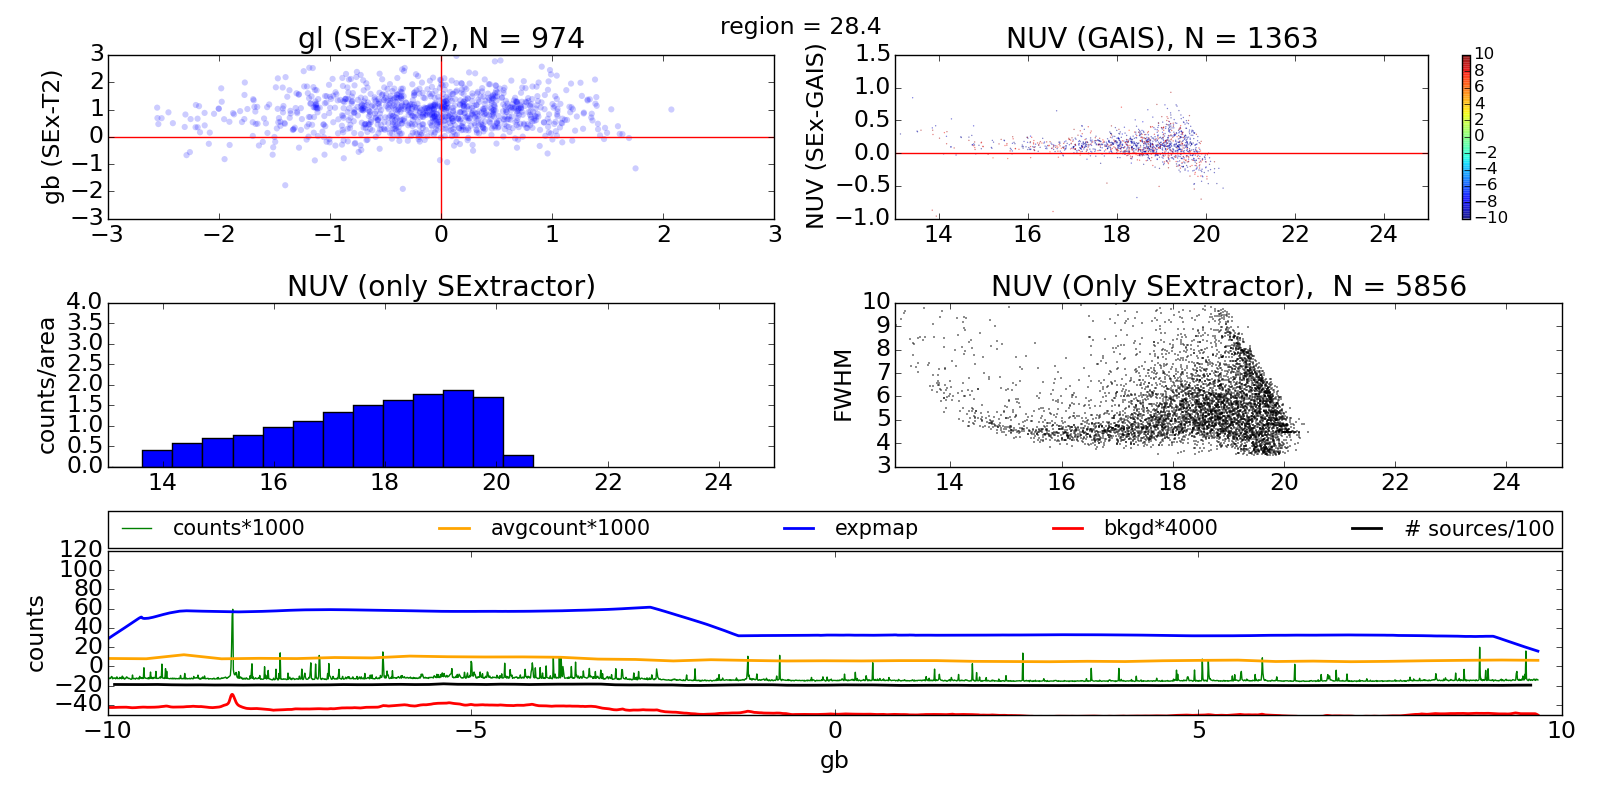 region = 28.4
gl (SEx-T2), N = 974
gb (SEx-T2)
3
2
1
0
−1
−2
−3
−3 −2 −1 0 1 2 3
NUV (GAIS), N = 1363
NUV (SEx-GAIS)
1.5
1.0
0.5
0.0
−0.5
−1.0
14 16 18 20 22 24
10
8
6
4
2
0
−2
−4
−6
−8
−10
NUV (only SExtractor)
counts/area
4.0
3.5
3.0
2.5
2.0
1.5
1.0
0.5
0.0
14 16 18 20 22 24
NUV (Only SExtractor), N = 5856
FWHM
10
9
8
7
6
5
4
3
14 16 18 20 22 24
counts*1000 avgcount*1000 expmap bkgd*4000 # sources/100
counts
120
100
80
60
40
20
0
−20
−40
−10 −5 0 5 10
gb